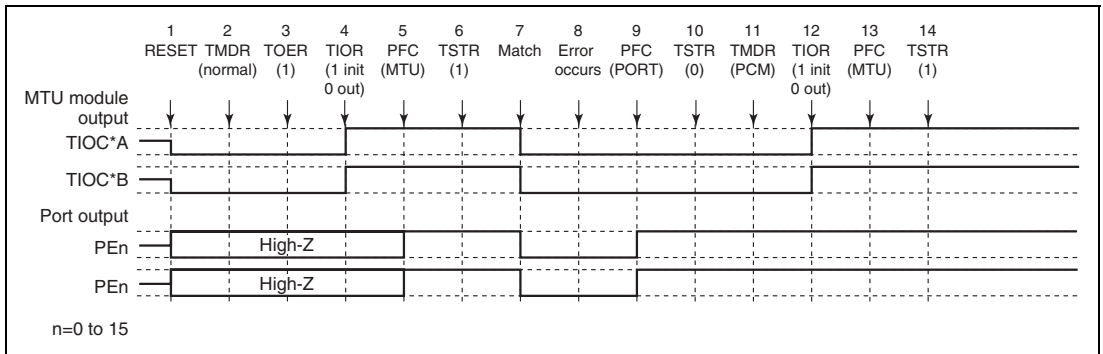 1 2 3 4 5 6 7 8 9 10 11 12 13 14
RESET TMDR TOER TIOR PFC TSTR Match Error PFC TSTR TMDR TIOR PFC TSTR
(normal) (1) (1 init (MTU) (1) occurs (PORT) (0) (PCM) (1 init (MTU) (1)
0 out) 0 out)
MTU module
output
TIOC*A
TIOC*B
Port output
PEn High-Z
PEn High-Z
n=0 to 15